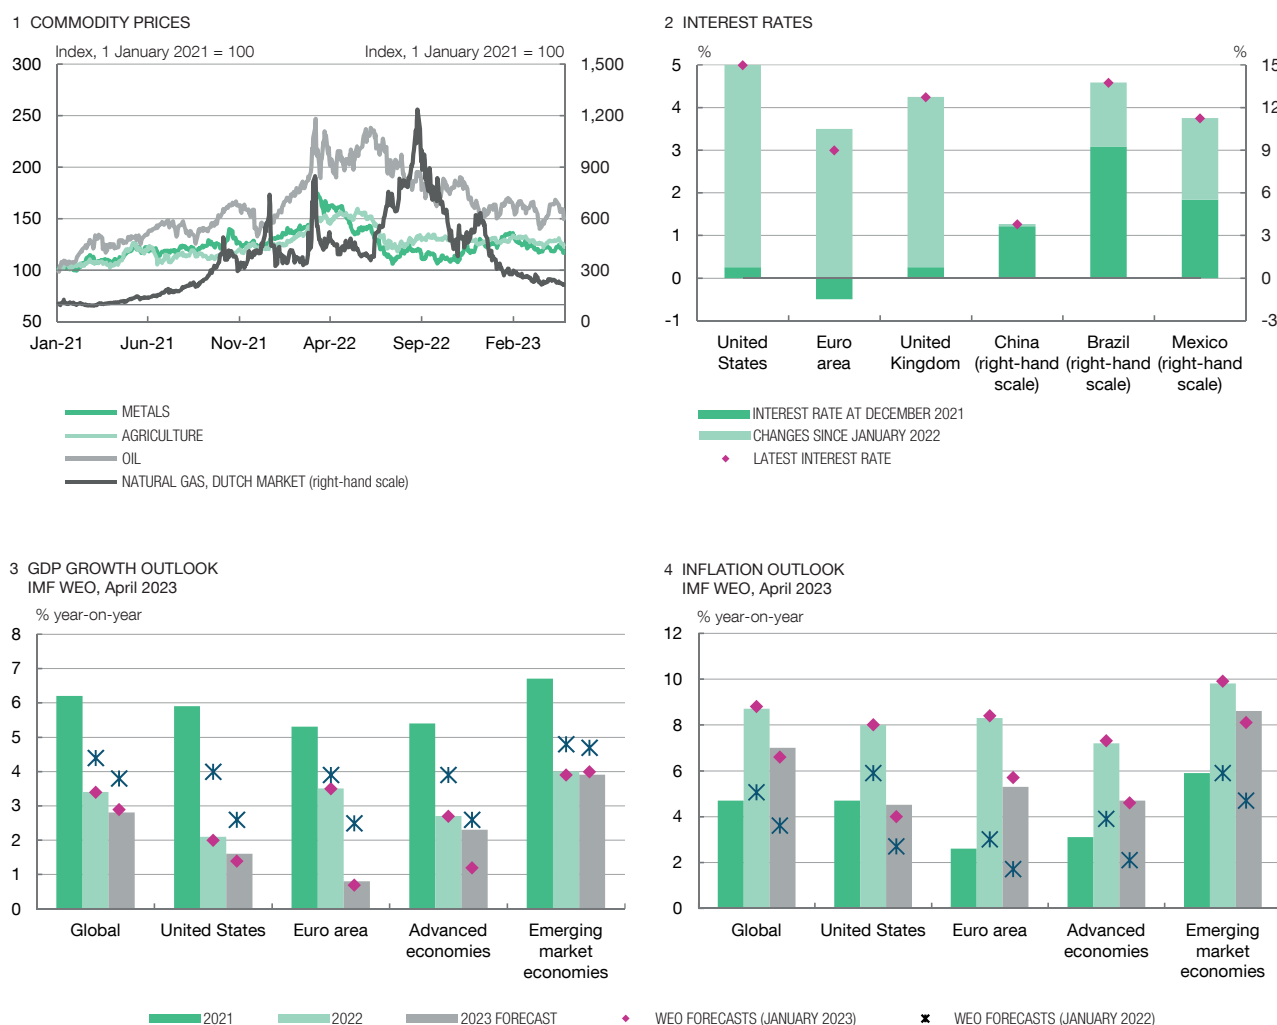 1 COMMODITY PRICES
Index, 1 January 2021 = 100
Index, 1 January 2021 = 100
300
250
200
150
100
50
1,500
1,200
900
600
300
0
Jan-21 Jun-21 Nov-21 Apr-22 Sep-22 Feb-23
METALS
AGRICULTURE
OIL
NATURAL GAS, DUTCH MARKET (right-hand scale)
2 INTEREST RATES
%
%
5
4
3
2
1
0
-1
15
12
9
6
3
0
-3
United States
Euro area
United Kingdom
China (right-hand scale)
Brazil (right-hand scale)
Mexico (right-hand scale)
INTEREST RATE AT DECEMBER 2021
CHANGES SINCE JANUARY 2022
LATEST INTEREST RATE
3 GDP GROWTH OUTLOOK
IMF WEO, April 2023
% year-on-year
8
7
6
5
4
3
2
1
0
Global
United States
Euro area
Advanced economies
Emerging market economies
4 INFLATION OUTLOOK
IMF WEO, April 2023
% year-on-year
12
10
8
6
4
2
0
Global
United States
Euro area
Advanced economies
Emerging market economies
2021 2022 2023 FORECAST WEO FORECASTS (JANUARY 2023) WEO FORECASTS (JANUARY 2022)